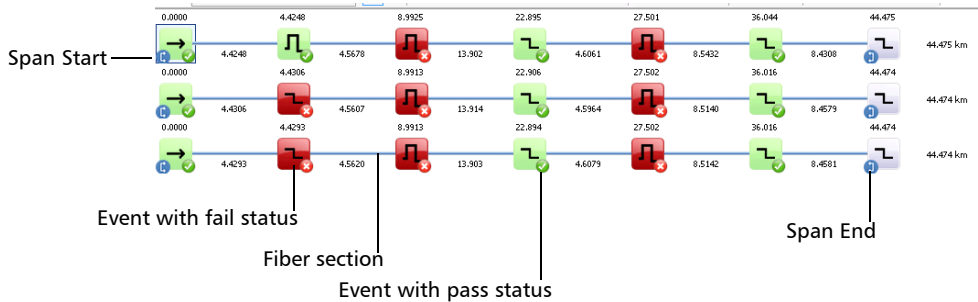 0.0000 4.4248 8.9925 22.895 27.501 36.044 44.475
4.4248 4.5678 13.902 4.6061 8.5432 8.4308 44.475 km
Span Start
0.0000 4.4306 8.9913 22.906 27.502 36.016 44.474
4.4306 4.5607 13.914 4.5964 8.5140 8.4579 44.474 km
0.0000 4.4293 8.9913 22.894 27.502 36.016 44.474
4.4293 4.5620 13.903 4.6079 8.5142 8.4581 44.474 km
Event with fail status
Span End
Fiber section
Event with pass status